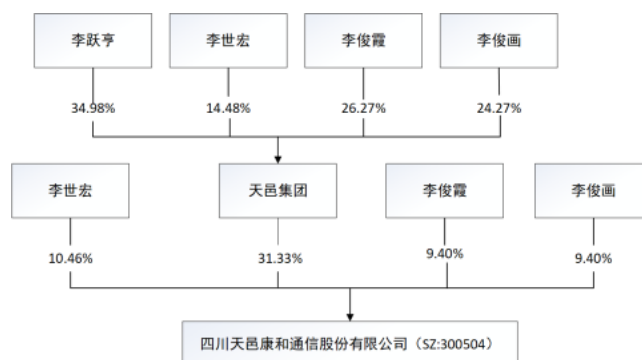 李跃亨 李世宏 李俊霞 李俊画
34.98% 14.48% 26.27% 24.27%
李世宏 天邑集团 李俊霞 李俊画
10.46% 31.33% 9.40% 9.40%
四川天邑康和通信股份有限公司（SZ:300504）